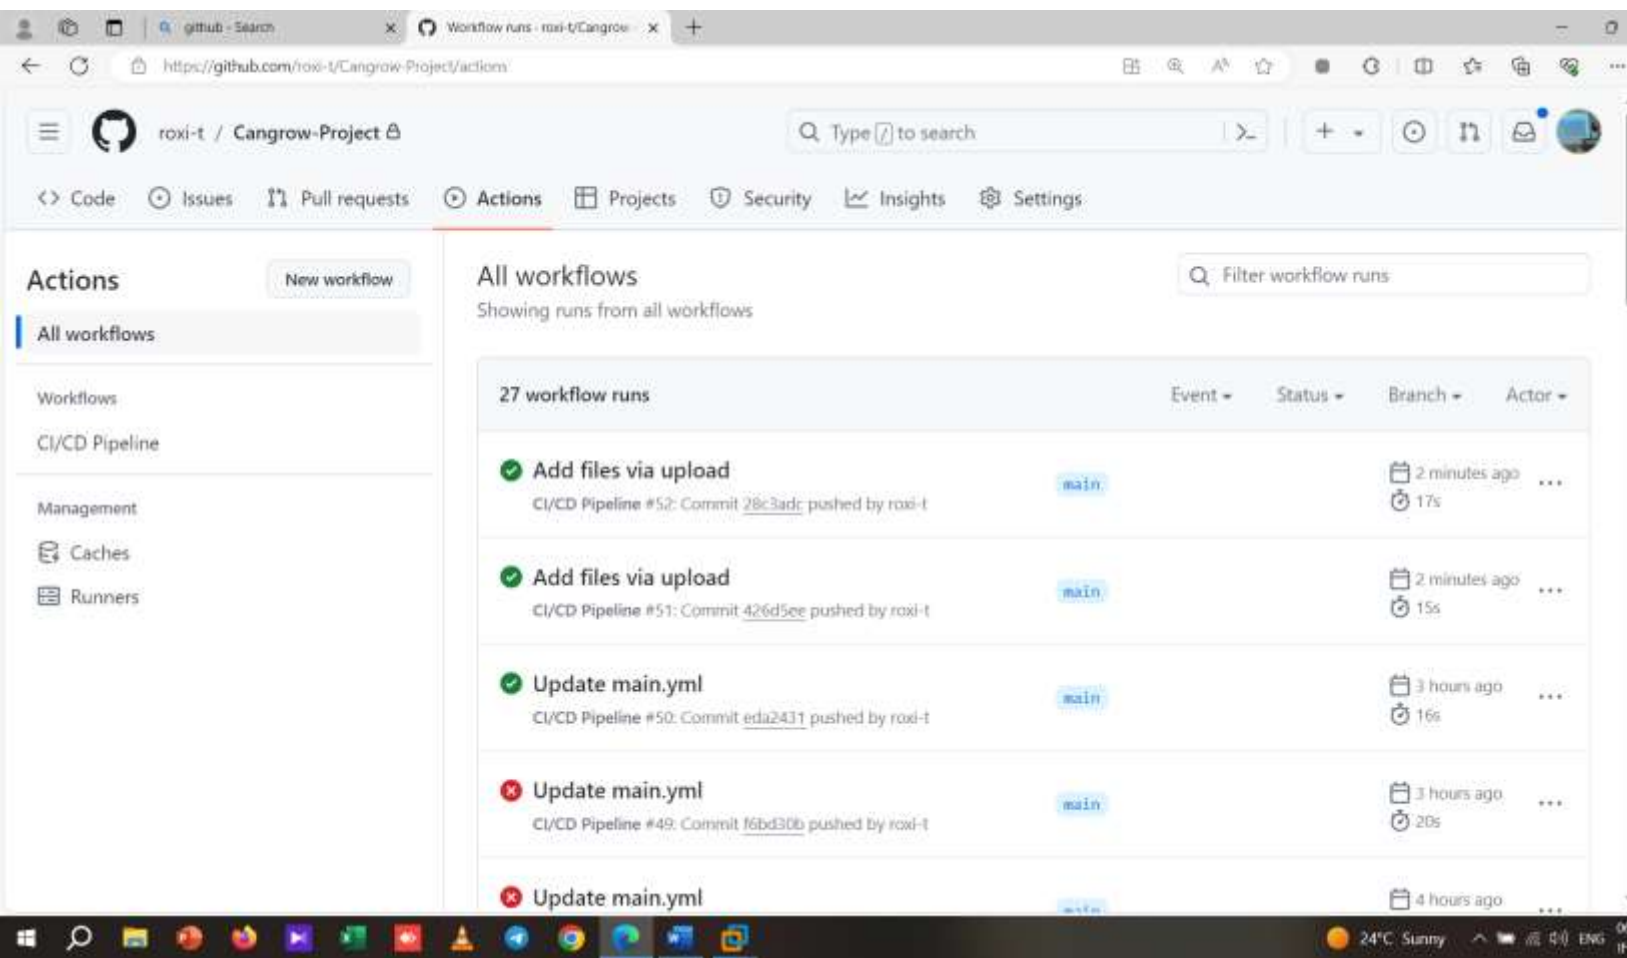 github - Search
Workflow runs · roxi-t/Cangrow-
https://github.com/roxi-t/Cangrow-Project/actions
roxi-t / Cangrow-Project
Type / to search
Code Issues Pull requests Actions Projects Security Insights Settings
Actions
New workflow
All workflows
Workflows
CI/CD Pipeline
Management
Caches
Runners
All workflows
Showing runs from all workflows
Filter workflow runs
27 workflow runs
Event Status Branch Actor
Add files via upload
CI/CD Pipeline #52: Commit 28c3adc pushed by roxi-t
main
2 minutes ago
17s
Add files via upload
CI/CD Pipeline #51: Commit 426d5ee pushed by roxi-t
main
2 minutes ago
15s
Update main.yml
CI/CD Pipeline #50: Commit eda2431 pushed by roxi-t
main
3 hours ago
16s
Update main.yml
CI/CD Pipeline #49: Commit f6bd30b pushed by roxi-t
main
3 hours ago
20s
Update main.yml
main
4 hours ago
24°C Sunny
ENG